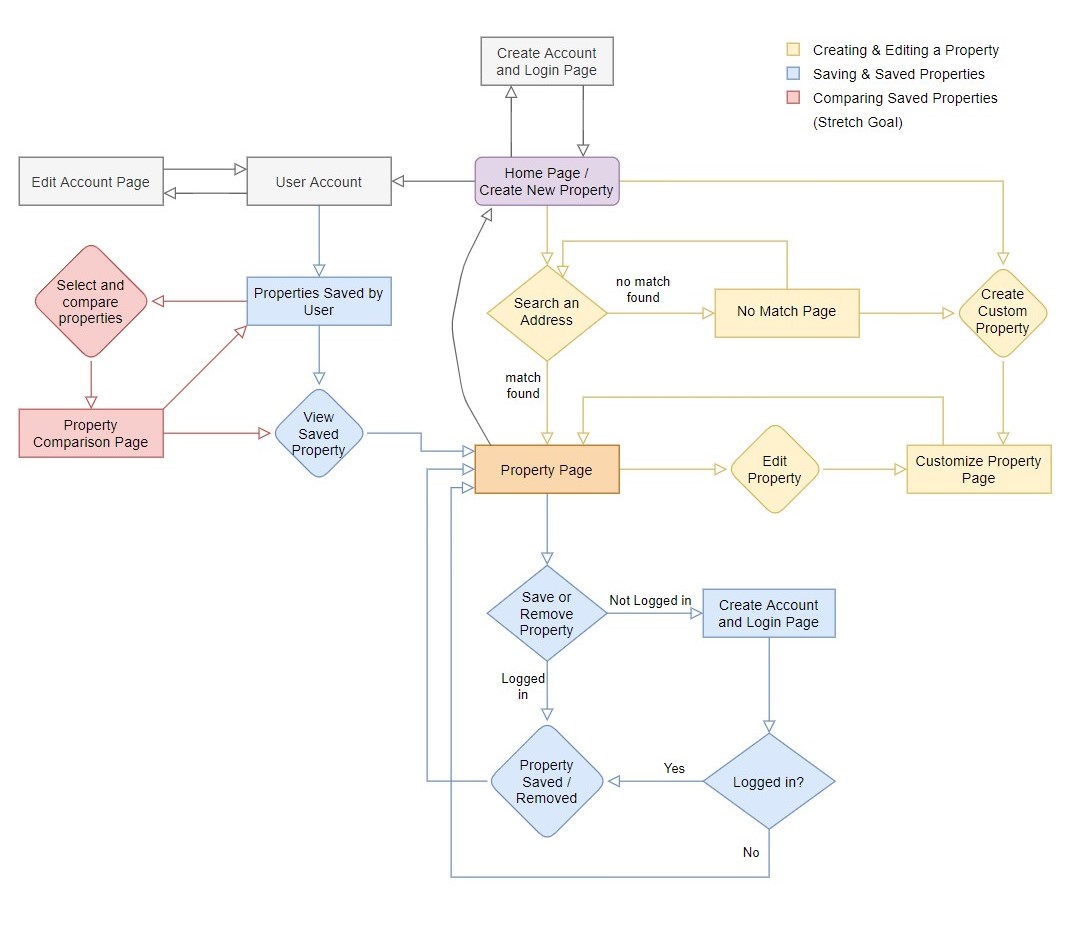 Create Account
and Login Page
Creating & Editing a Property
Saving & Saved Properties
Comparing Saved Properties
(Stretch Goal)
Edit Account Page
User Account
Home Page /
Create New Property
Select and
compare
properties
Properties Saved by
User
Search an
Address
no match
found
No Match Page
Create
Custom
Property
match
found
Property
Comparison Page
View
Saved
Property
Property Page
Edit
Property
Customize Property
Page
Save or
Remove
Property
Not Logged in
Create Account
and Login Page
Logged
in
Property
Saved /
Removed
Yes
Logged in?
No